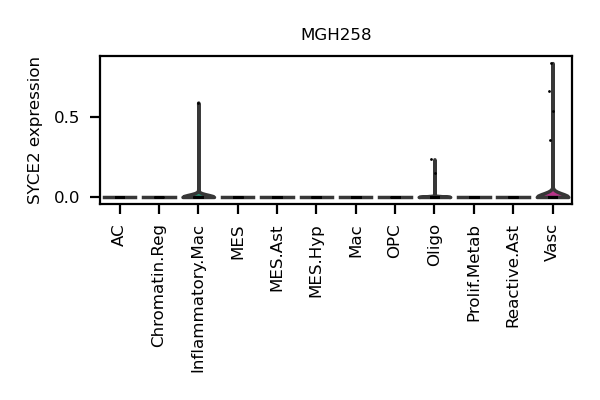 MGH258
SYCE2 expression
0.5
0.0
AC
Chromatin.Reg
Inflammatory.Mac
MES
MES.Ast
MES.Hyp
Mac
OPC
Oligo
Prolif.Metab
Reactive.Ast
Vasc